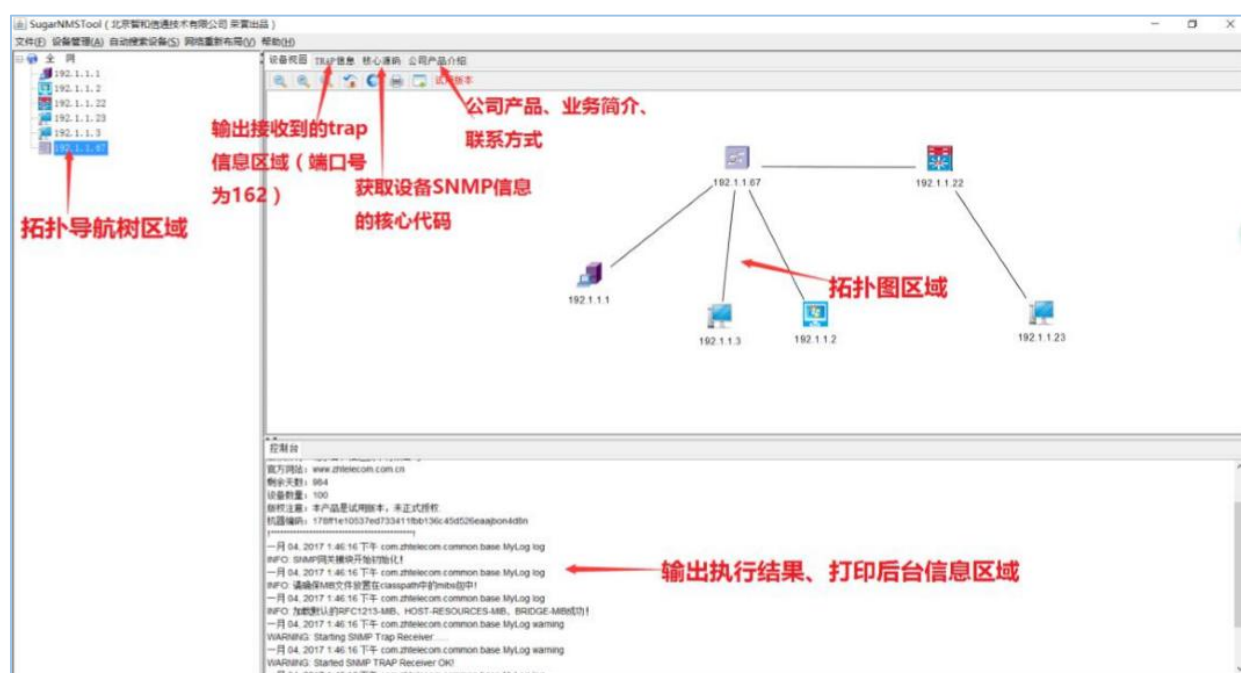 SugarNMSTool ( 北京智和信通技术有限公司 荣誉出品 )
文件(F) 设备管理(A) 自动搜索设备(S) 网络重新布局(V) 帮助(H)
全 网
192.1.1.1
192.1.1.2
192.1.1.22
192.1.1.23
192.1.1.3
192.1.1.67
拓扑导航树区域
设备视图 TRAP信息 核心源码 公司产品介绍
试用版本
输出接收到的trap
信息区域（端口号
为162 ）
获取设备SNMP信息
的核心代码
公司产品、业务简介、
联系方式
192.1.1.67
192.1.1.22
192.1.1.1
192.1.1.3
192.1.1.2
192.1.1.23
拓扑图区域
控制台
官方网站：www.zhtelecom.com.cn
剩余天数：984
设备数量：100
版权注意：本产品是试用版本，未正式授权.
机器编码：
一月 04, 2017 1:46:16 下午 com.zhtelecom.common.base.MyLog log
INFO: SNMP网关模块开始初始化!
一月 04, 2017 1:46:16 下午 com.zhtelecom.common.base.MyLog log
INFO: 请确保MIB文件放置在classpath中的mibs包中!
一月 04, 2017 1:46:16 下午 com.zhtelecom.common.base.MyLog log
INFO: 加载默认的RFC1213-MIB、HOST-RESOURCES-MIB、BRIDGE-MIB成功!
一月 04, 2017 1:46:16 下午 com.zhtelecom.common.base.MyLog warning
WARNING: Starting SNMP Trap Receiver......
一月 04, 2017 1:46:16 下午 com.zhtelecom.common.base.MyLog warning
WARNING: Started SNMP TRAP Receiver OK!
输出执行结果、打印后台信息区域